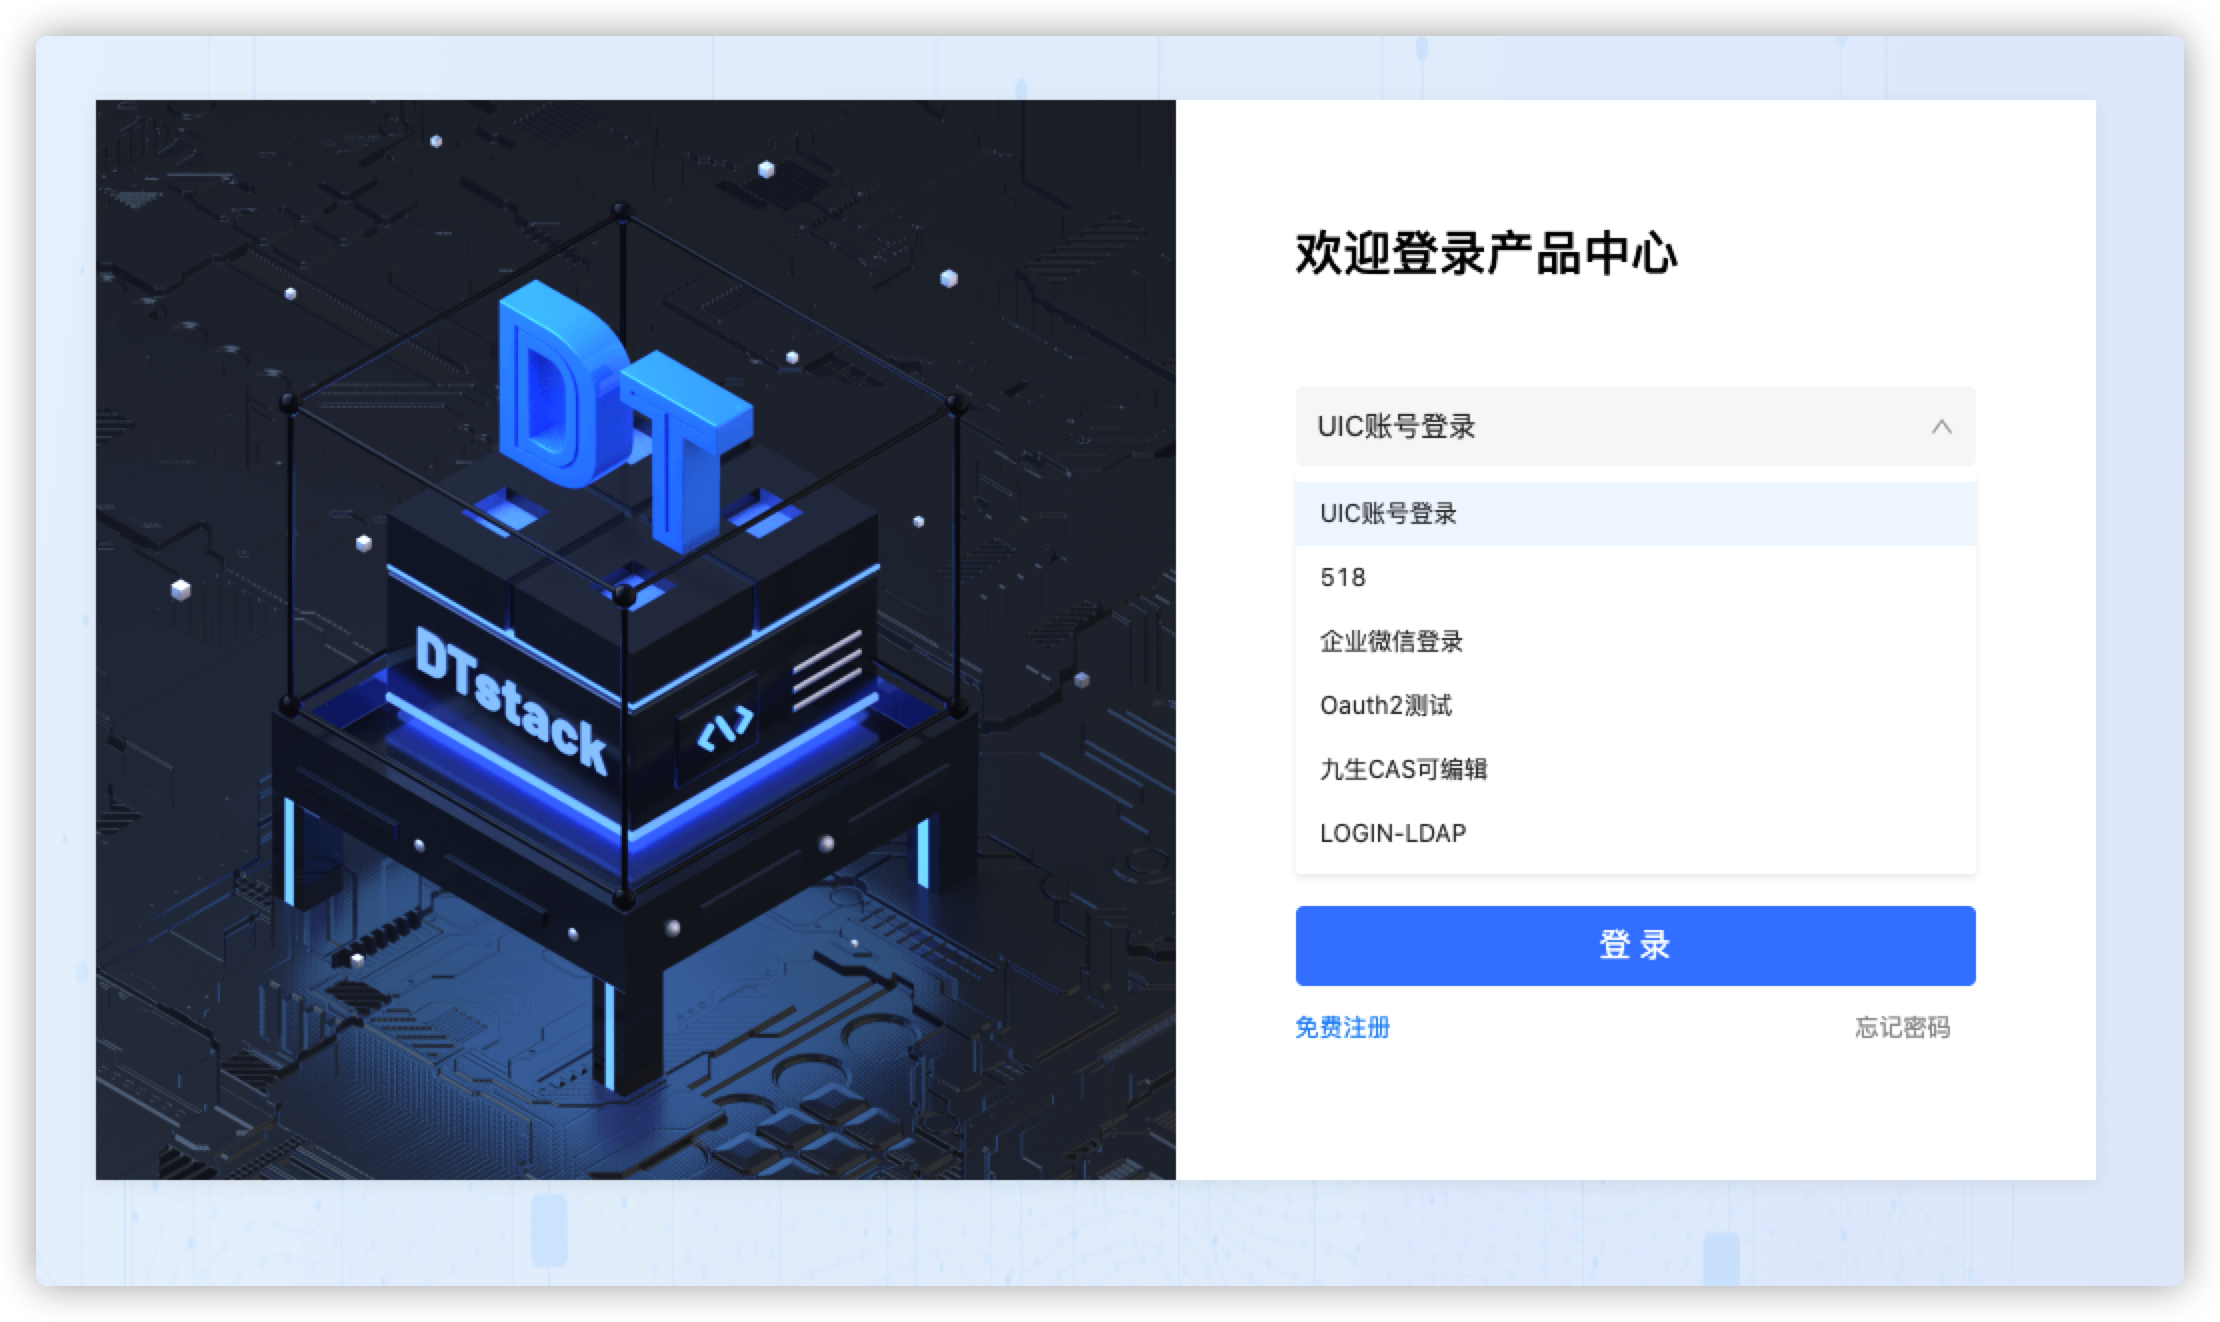 DT
DTstack
<\>
欢迎登录产品中心
UIC账号登录
UIC账号登录
518
企业微信登录
Oauth2测试
九生CAS可编辑
LOGIN-LDAP
登录
免费注册
忘记密码